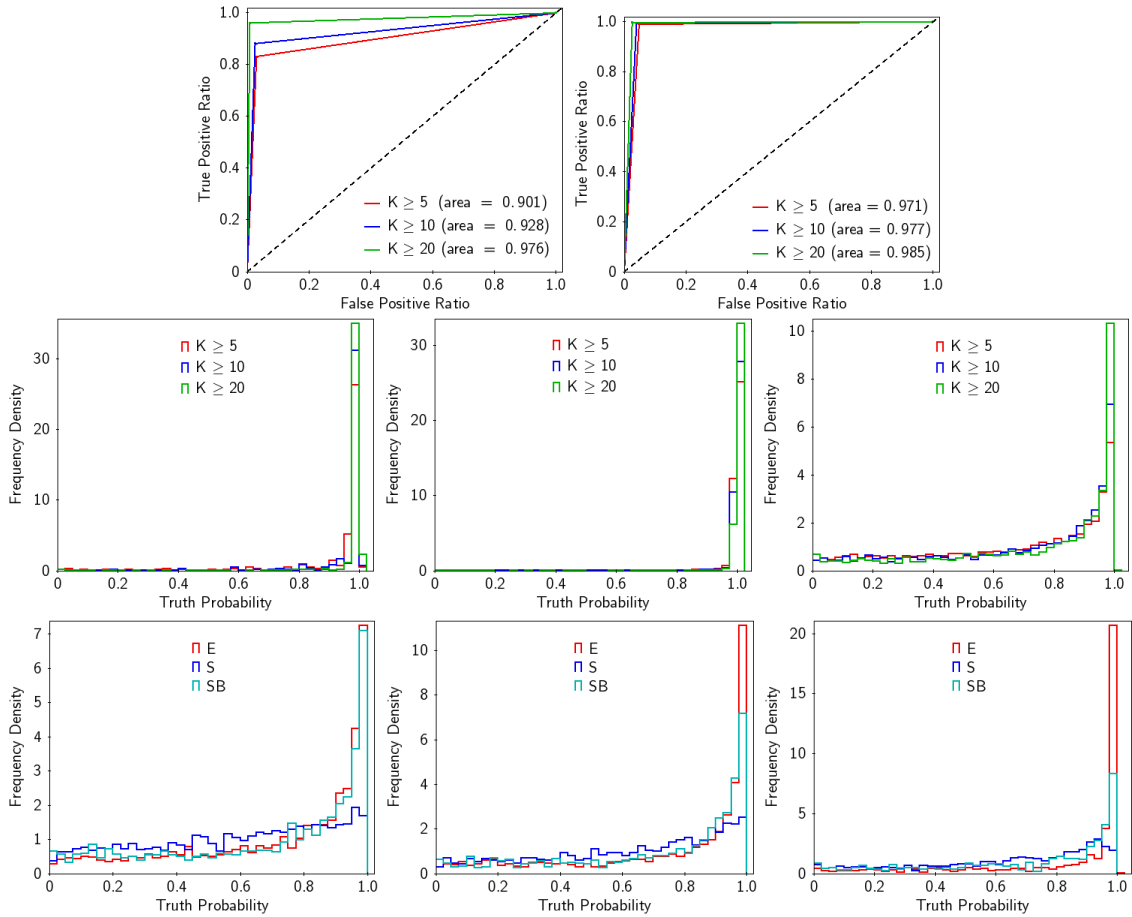 1.0
0.8
0.6
0.4
0.2
0
True Positive Ratio
K ≥ 5 (area = 0.901)
K ≥ 10 (area = 0.928)
K ≥ 20 (area = 0.976)
0 0.2 0.4 0.6 0.8 1.0
False Positive Ratio
1.0
0.8
0.6
0.4
0.2
0
True Positive Ratio
K ≥ 5 (area = 0.971)
K ≥ 10 (area = 0.977)
K ≥ 20 (area = 0.985)
0 0.2 0.4 0.6 0.8 1.0
False Positive Ratio
30
20
10
0
Frequency Density
K ≥ 5
K ≥ 10
K ≥ 20
0 0.2 0.4 0.6 0.8 1.0
Truth Probability
30
20
10
0
Frequency Density
K ≥ 5
K ≥ 10
K ≥ 20
0 0.2 0.4 0.6 0.8 1.0
Truth Probability
10
8
6
4
2
0
Frequency Density
K ≥ 5
K ≥ 10
K ≥ 20
0 0.2 0.4 0.6 0.8 1.0
Truth Probability
7
6
5
4
3
2
1
0
Frequency Density
E
S
SB
0 0.2 0.4 0.6 0.8 1.0
Truth Probability
10
8
6
4
2
0
Frequency Density
E
S
SB
0 0.2 0.4 0.6 0.8 1.0
Truth Probability
20
15
10
5
0
Frequency Density
E
S
SB
0 0.2 0.4 0.6 0.8 1.0
Truth Probability